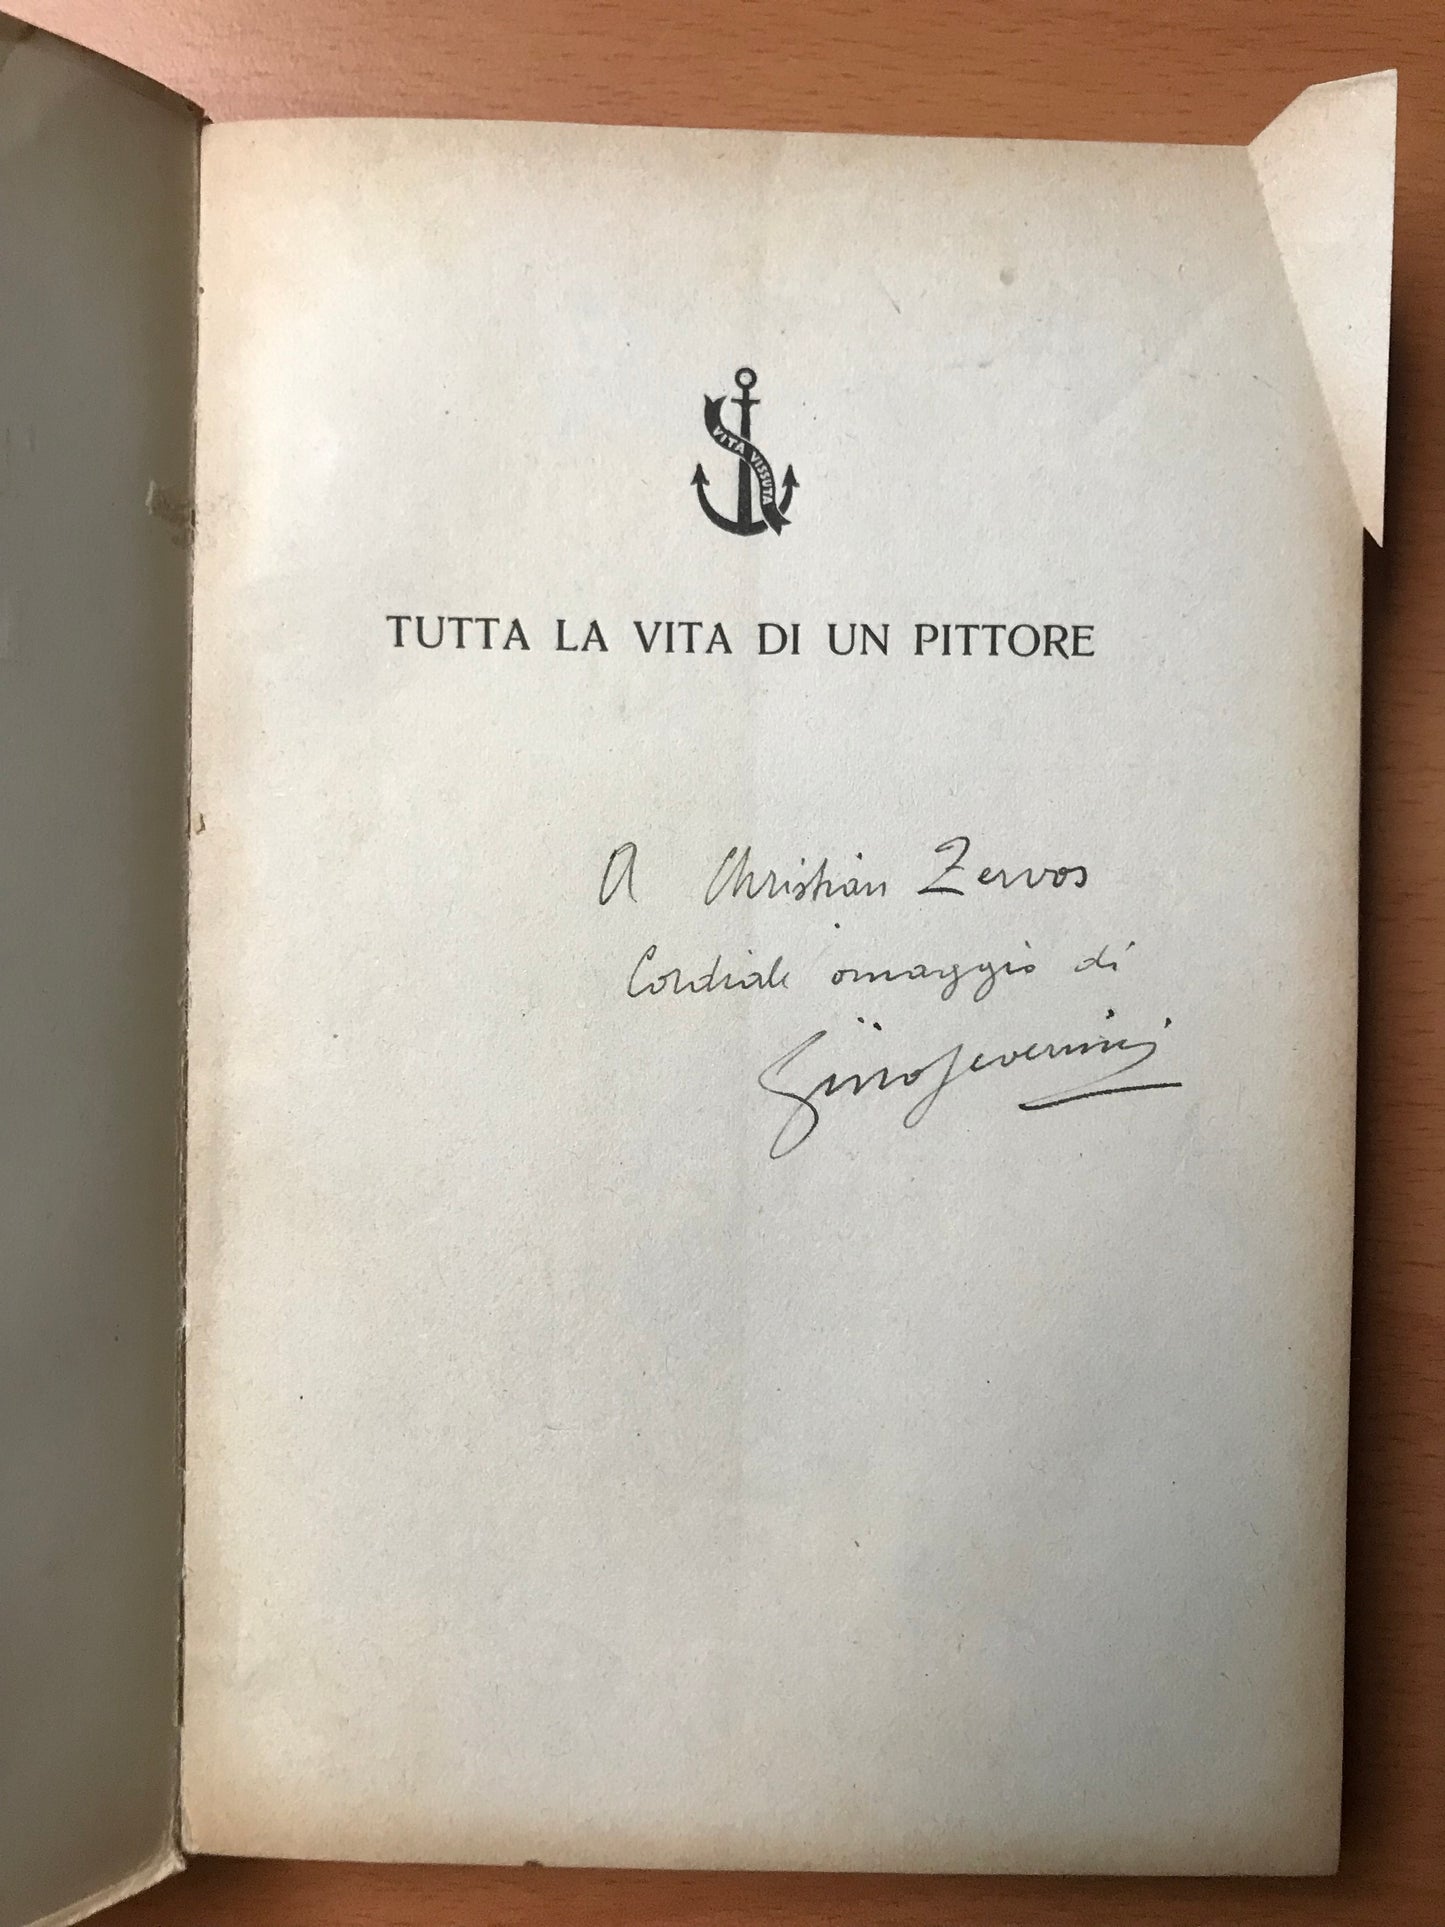 VITA VISSUTA
TUTTA LA VITA DI UN PITTORE
A Christian Zervos
Cordiale omaggio di
Gino Severini